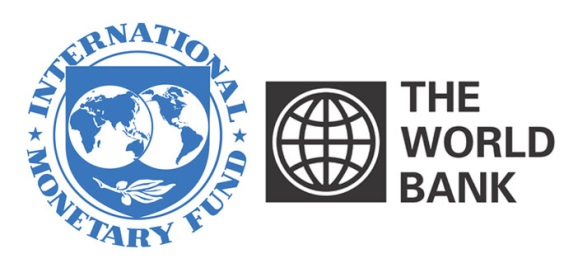 INTERNATIONAL
MONETARY FUND
THE
WORLD
BANK